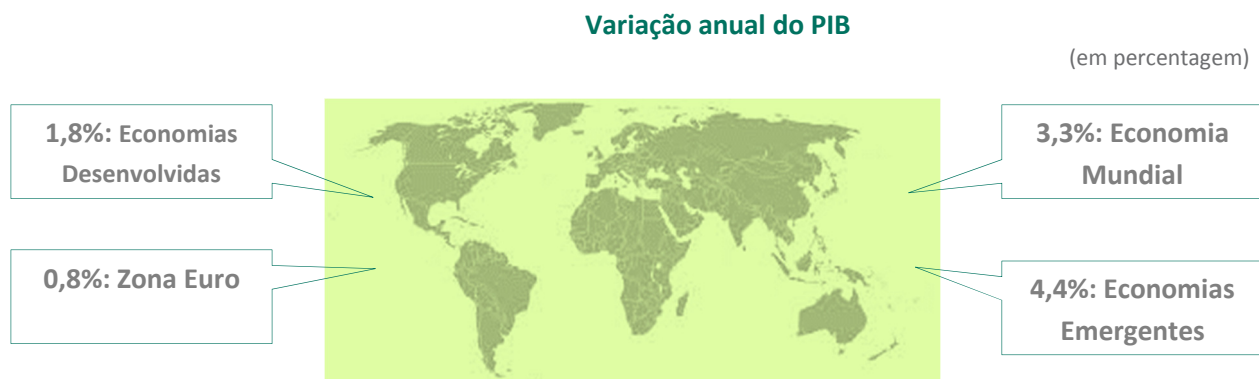 Variação anual do PIB
(em percentagem)
1,8%: Economias
Desenvolvidas
3,3%: Economia
Mundial
0,8%: Zona Euro
4,4%: Economias
Emergentes